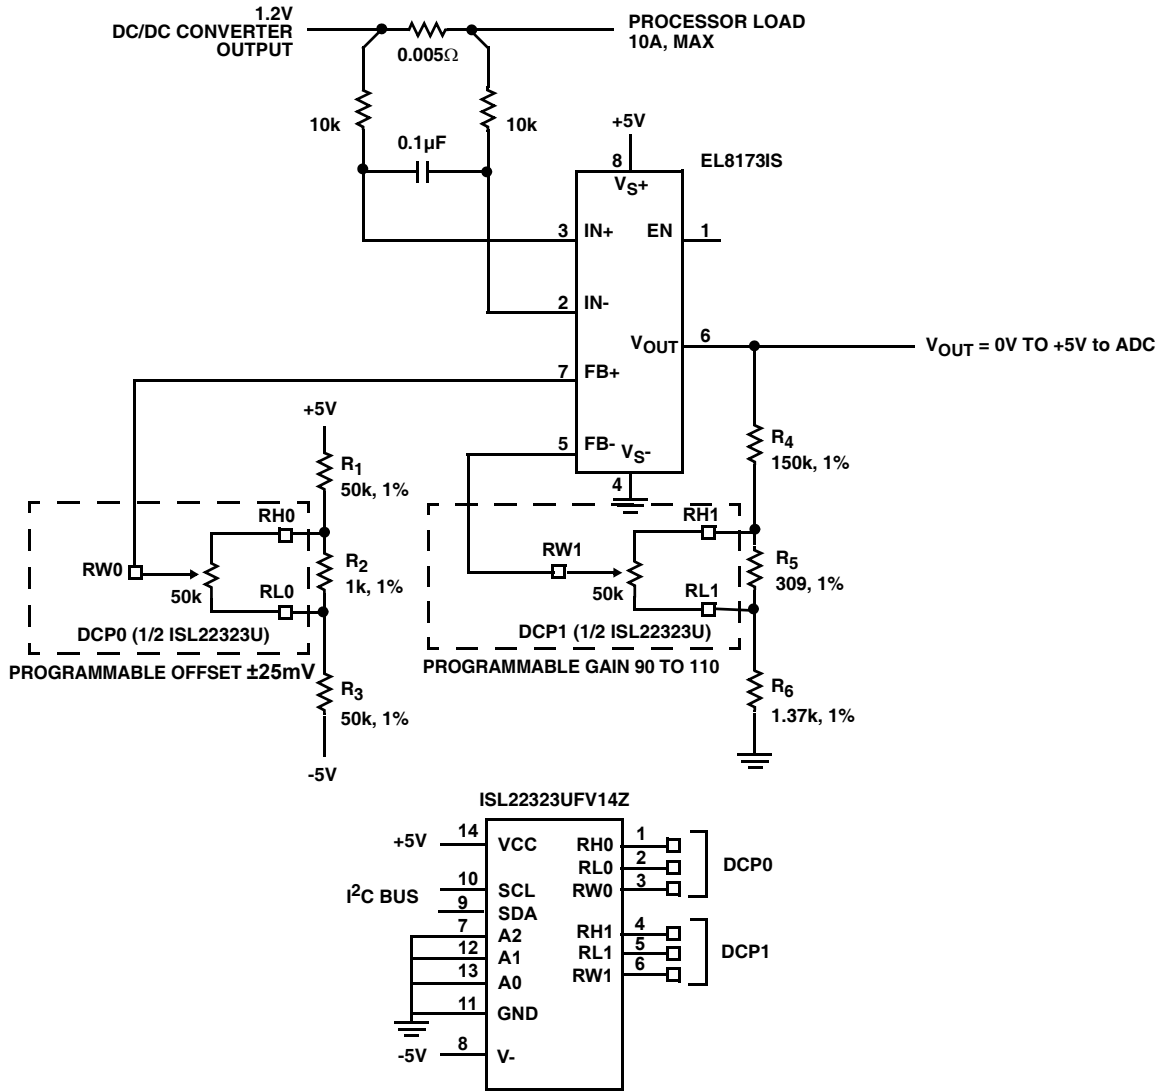 1.2V
DC/DC CONVERTER
OUTPUT
PROCESSOR LOAD
10A, MAX
0.005Ω
10k
10k
0.1µF
+5V
8
VS+
EL8173IS
3 IN+
EN 1
2 IN-
VOUT 6
VOUT = 0V TO +5V to ADC
7 FB+
5 FB-
VS-
4
+5V
R1
50k, 1%
RH0
RW0
50k
RL0
R2
1k, 1%
DCP0 (1/2 ISL22323U)
PROGRAMMABLE OFFSET ±25mV
R3
50k, 1%
-5V
R4
150k, 1%
RH1
RW1
50k
RL1
R5
309, 1%
DCP1 (1/2 ISL22323U)
PROGRAMMABLE GAIN 90 TO 110
R6
1.37k, 1%
ISL22323UFV14Z
+5V 14 VCC
I2C BUS
10 SCL
9 SDA
7 A2
12 A1
13 A0
11 GND
-5V 8 V-
RH0 1
RL0 2
RW0 3
DCP0
RH1 4
RL1 5
RW1 6
DCP1